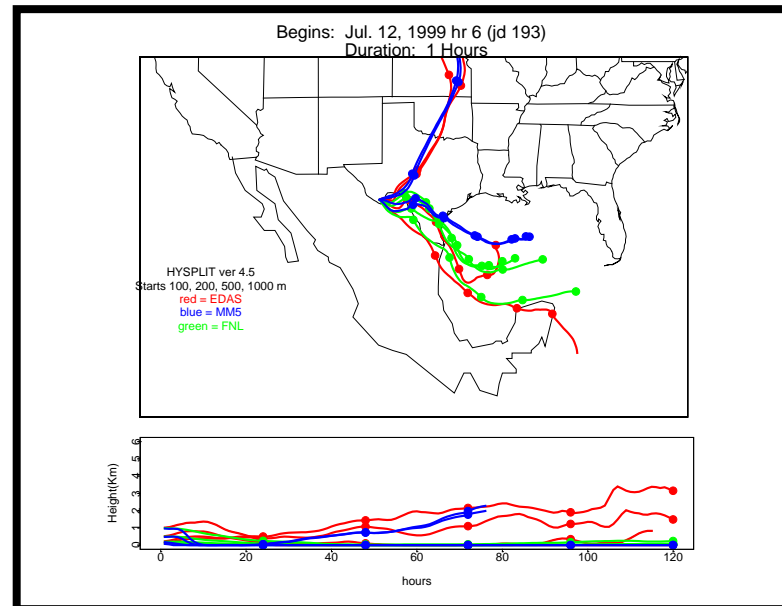 Begins:  Jul. 12, 1999 hr 6 (jd 193)
Duration:  1 Hours
HYSPLIT ver 4.5
Starts 100, 200, 500, 1000 m
red = EDAS
blue = MM5
green = FNL
Height(Km)
6
5
4
3
2
1
0
0 20 40 60 80 100 120
hours